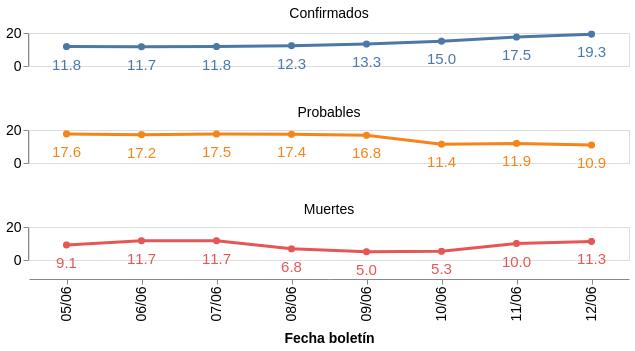 Confirmados
20
0
11.8 11.7 11.8 12.3 13.3 15.0 17.5 19.3
Probables
20
0
17.6 17.2 17.5 17.4 16.8 11.4 11.9 10.9
Muertes
20
0
9.1 11.7 11.7 6.8 5.0 5.3 10.0 11.3
05/06 06/06 07/06 08/06 09/06 10/06 11/06 12/06
Fecha boletín